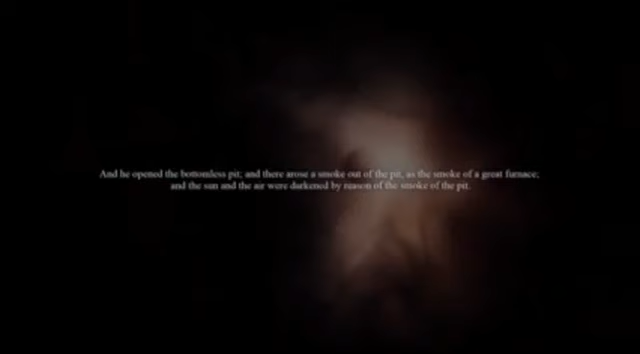 And he opened the bottomless pit; and there arose a smoke out of the pit, as the smoke of a great furnace;
and the sun and the air were darkened by reason of the smoke of the pit.